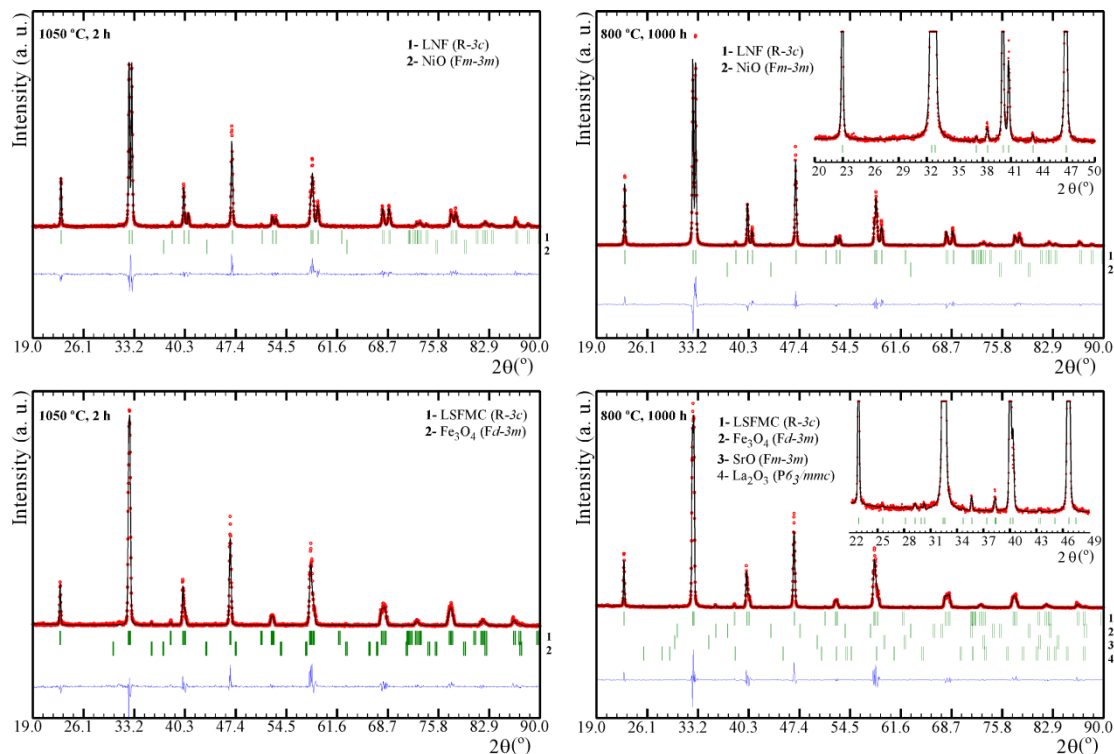 Intensity (a. u.)
1050 ºC, 2 h
1- LNF (R-3c)
2- NiO (Fm-3m)
1
2
19.0 26.1 33.2 40.3 47.4 54.5 61.6 68.7 75.8 82.9 90.0
2θ(º)
Intensity (a. u.)
800 ºC, 1000 h
1- LNF (R-3c)
2- NiO (Fm-3m)
20 23 26 29 32 35 38 41 44 47 50
2θ(º)
1
2
19.0 26.1 33.2 40.3 47.4 54.5 61.6 68.7 75.8 82.9 90.0
2θ(º)
Intensity (a. u.)
1050 ºC, 2 h
1- LSFMC (R-3c)
2- Fe3O4 (Fd-3m)
1
2
19.0 26.1 33.2 40.3 47.4 54.5 61.6 68.7 75.8 82.9 90.0
2θ(º)
Intensity (a. u.)
800 ºC, 1000 h
1- LSFMC (R-3c)
2- Fe3O4 (Fd-3m)
3- SrO (Fm-3m)
4- La2O3 (P63/mmc)
22 25 28 31 34 37 40 43 46 49
2θ(º)
1
2
3
4
19.0 26.1 33.2 40.3 47.4 54.5 61.6 68.7 75.8 82.9 90.0
2θ(º)